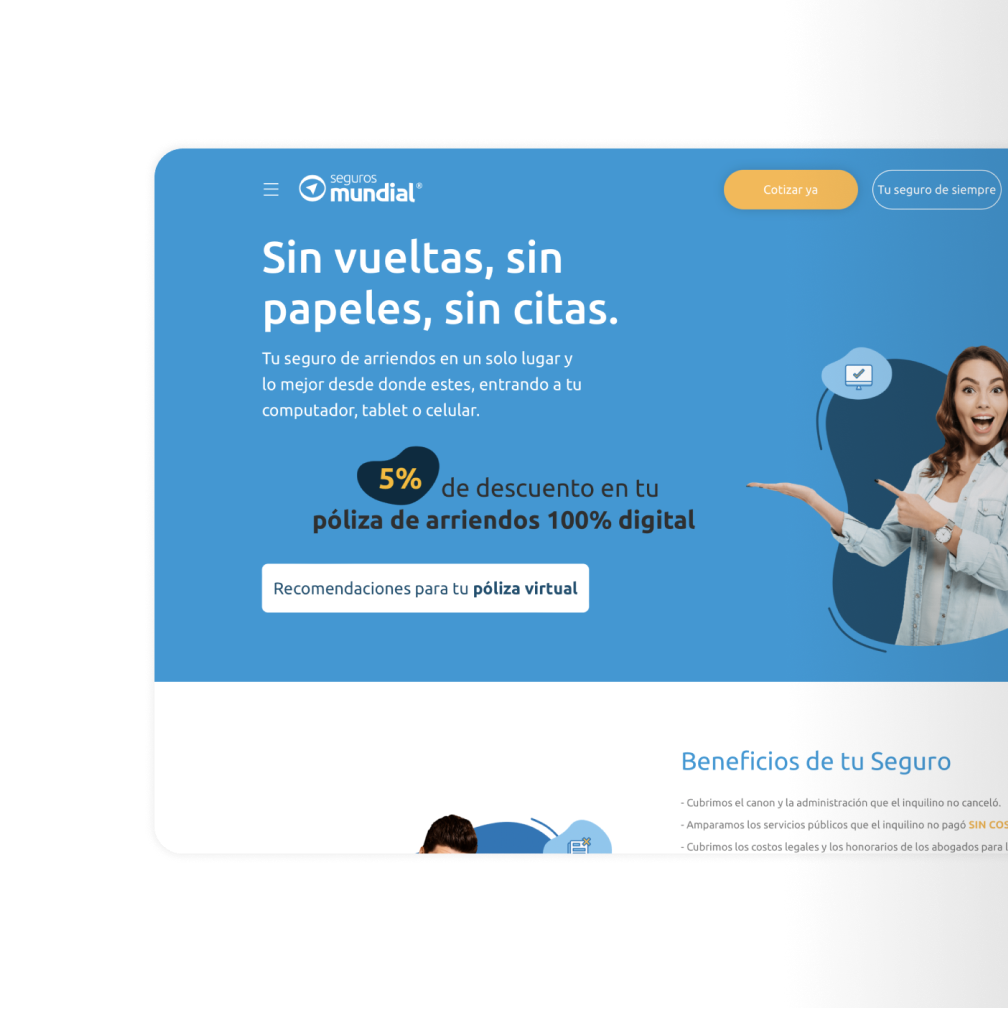 seguros
mundial®
Cotizar ya
Tu seguro de siempre
Sin vueltas, sin
papeles, sin citas.
Tu seguro de arriendos en un solo lugar y
lo mejor desde donde estes, entrando a tu
computador, tablet o celular.
5% de descuento en tu
póliza de arriendos 100% digital
Recomendaciones para tu póliza virtual
Beneficios de tu Seguro
- Cubrimos el canon y la administración que el inquilino no canceló.
- Amparamos los servicios públicos que el inquilino no pagó SIN COS
- Cubrimos los costos legales y los honorarios de los abogados para l